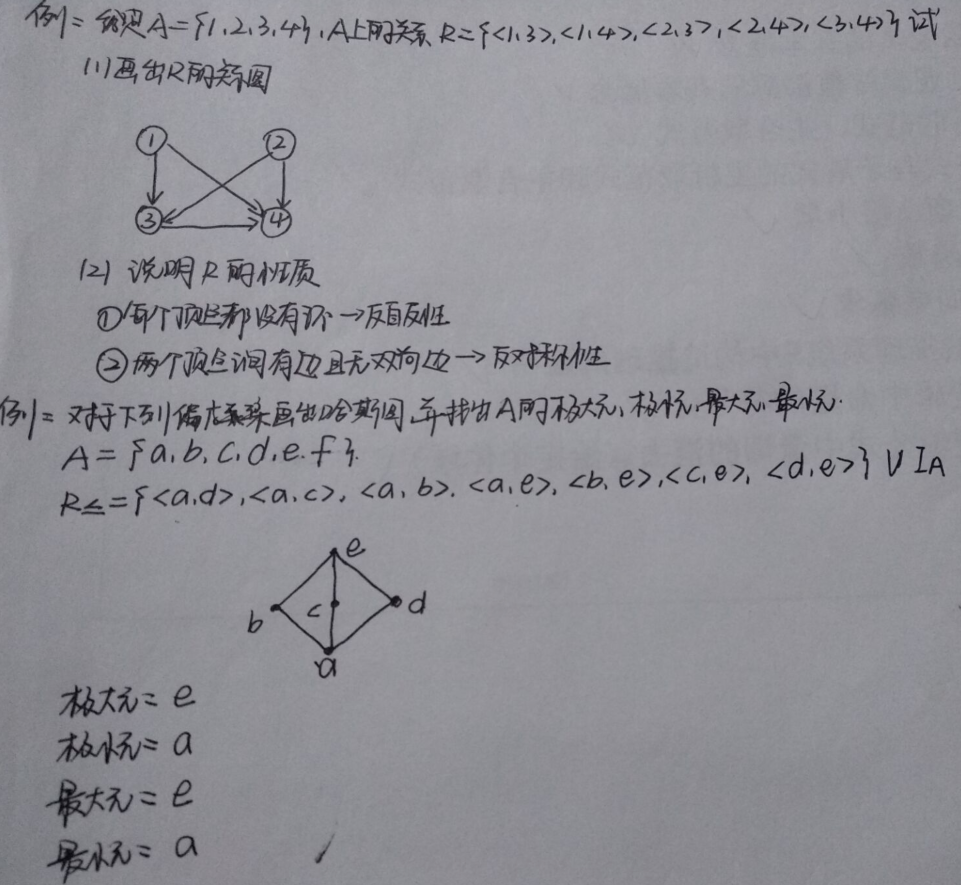 例1: 给定A={1,2,3,4}, A上的关系 R={<1,3>,<1,4>,<2,3>,<2,4>,<3,4>} 试
(1)画出R的关系图
① ②
③ ④
(2) 说明R的性质
①每个顶点都没有环→反自反性
②两个顶点间有边且无双向边→反对称性
例1: 对于下列偏序关系画出哈斯图,并找出A的极大元、极小元、最大元、最小元.
A={a,b,c,d,e,f}.
R≤={<a,d>,<a,c>,<a,b>,<a,e>,<b,e>,<c,e>,<d,e>}∪IA
e
b c d
a
极大元: e
极小元: a
最大元: e
最小元: a